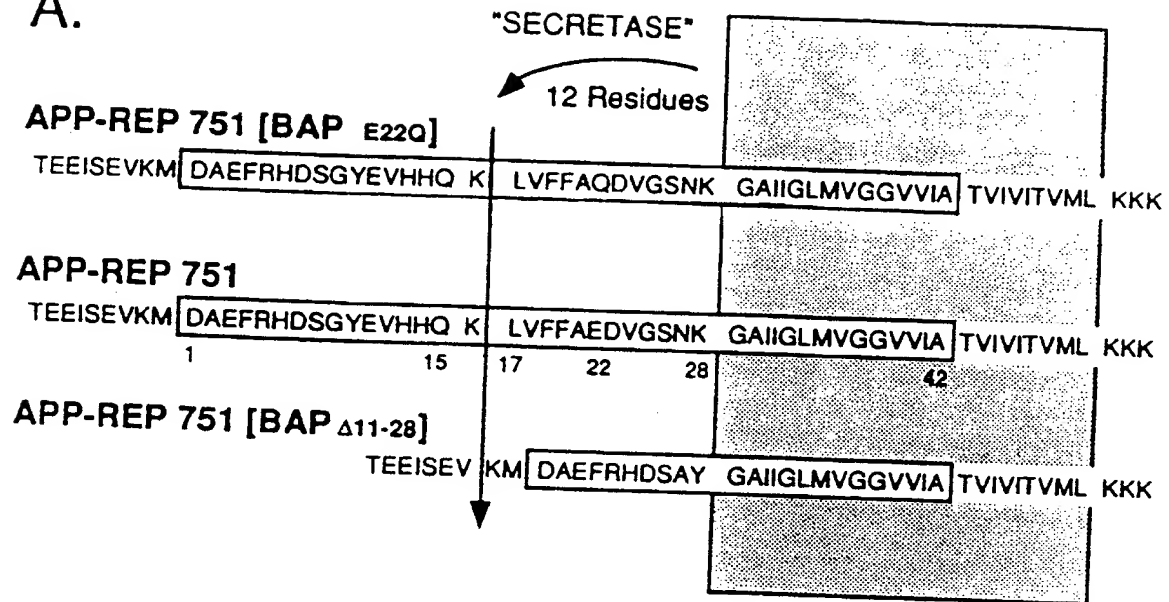 A.
"SECRETASE"
12 Residues
APP-REP 751 [BAP E22Q]
TEEISEVKM DAEFRHDSGYEVHHQ K LVFFAQDVGSNK GAIIGLMVGGVVIA TVIVITVML KKK
APP-REP 751
TEEISEVKM DAEFRHDSGYEVHHQ K LVFFAEDVGSNK GAIIGLMVGGVVIA TVIVITVML KKK
1 15 17 22 28 42
APP-REP 751 [BAP Δ11-28]
TEEISEV KM DAEFRHDSAY GAIIGLMVGGVVIA TVIVITVML KKK